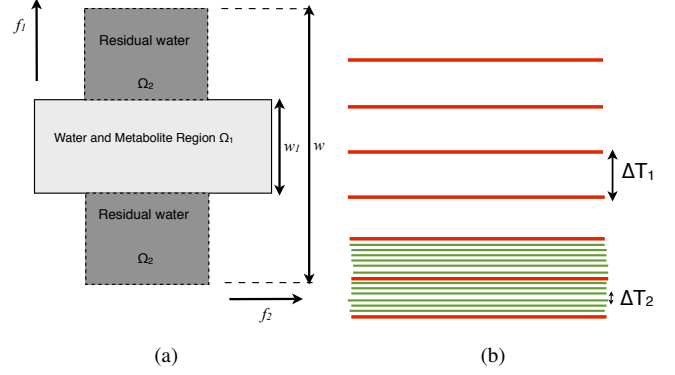 f1
Residual water
Ω2
Water and Metabolite Region Ω1
w1
w
Residual water
Ω2
f2
ΔT1
ΔT2
(a)
(b)